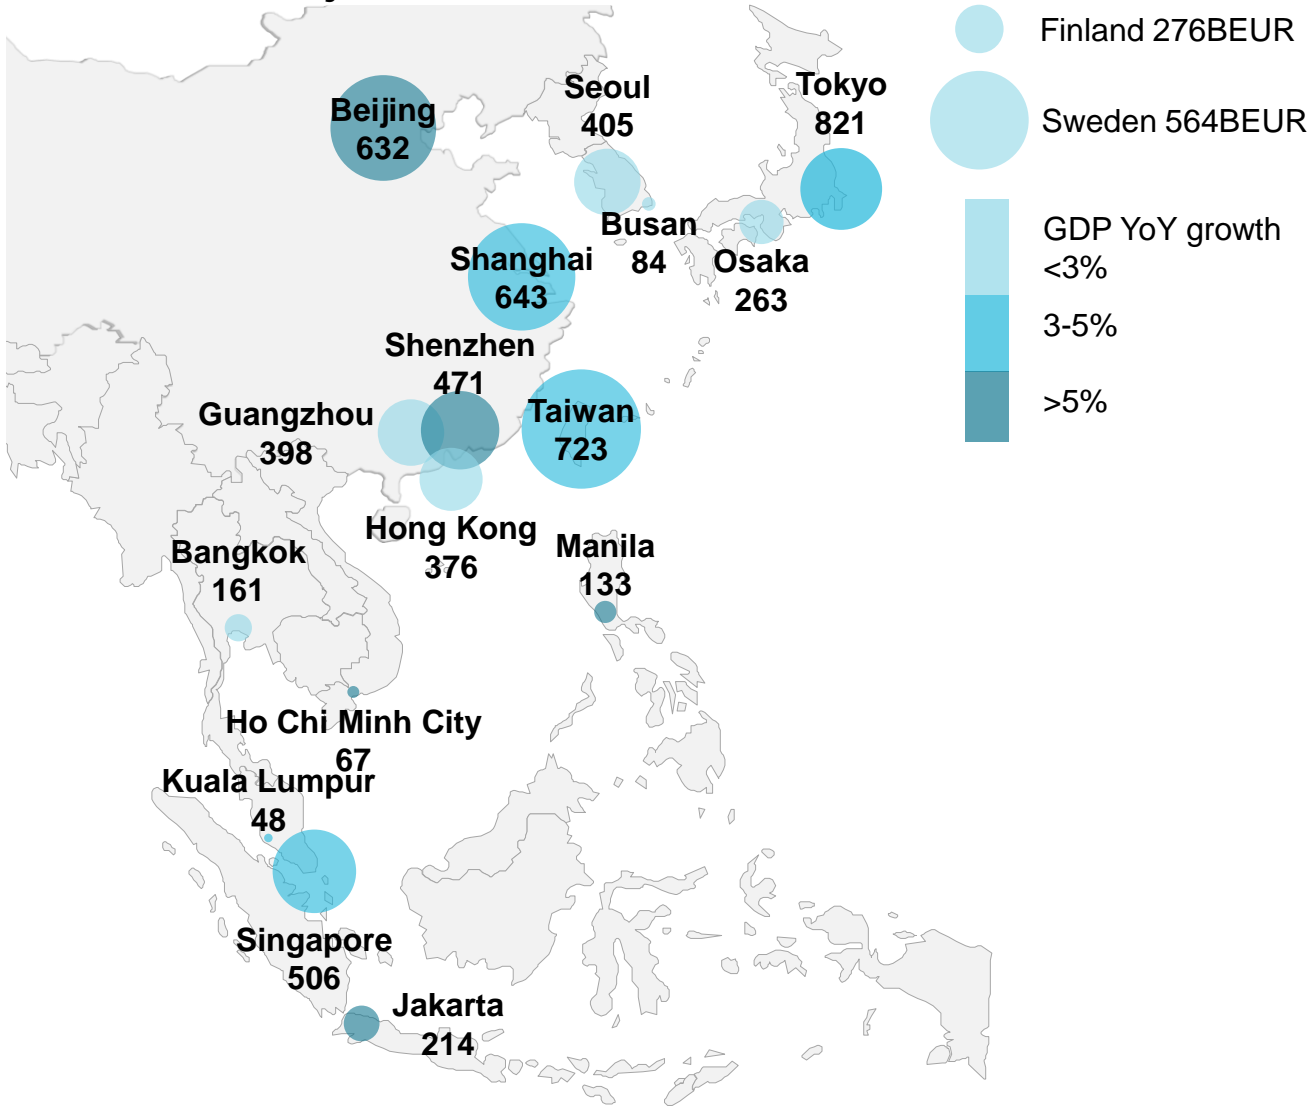 Finland 276BEUR
Sweden 564BEUR
GDP YoY growth
<3%
3-5%
>5%
Beijing
632
Seoul
405
Tokyo
821
Busan
84
Osaka
263
Shanghai
643
Shenzhen
471
Guangzhou
398
Taiwan
723
Hong Kong
376
Manila
133
Bangkok
161
Ho Chi Minh City
67
Kuala Lumpur
48
Singapore
506
Jakarta
214